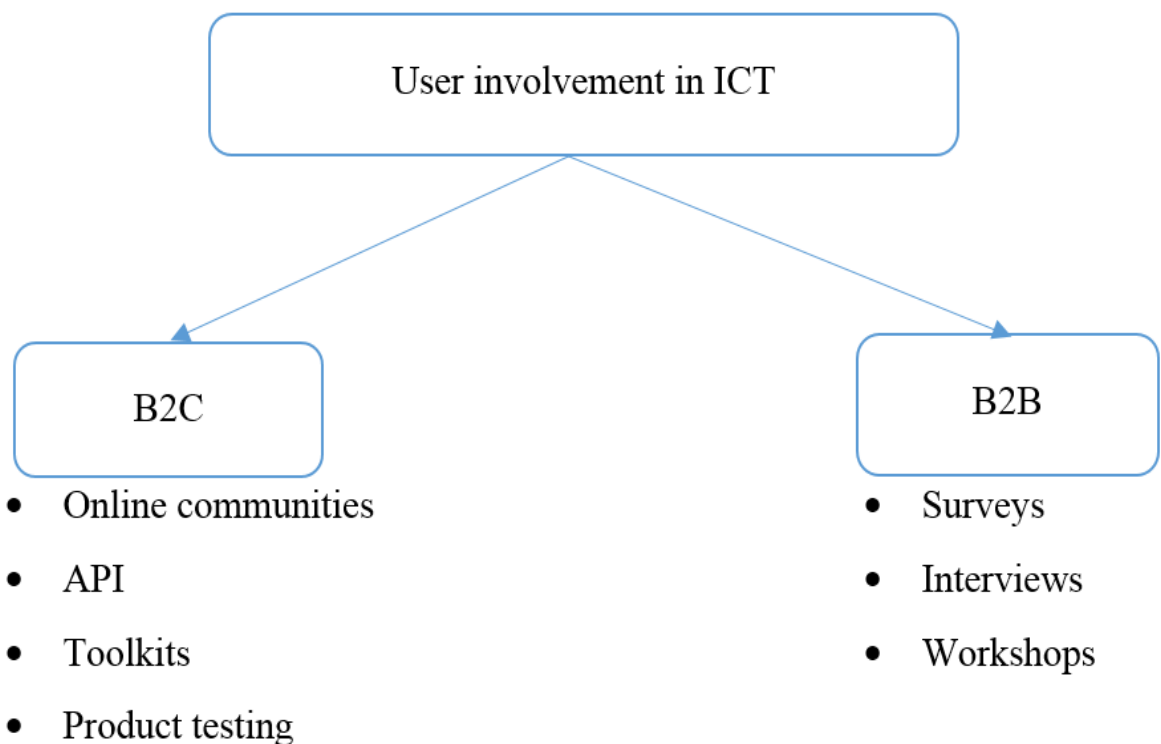 User involvement in ICT
B2C
• Online communities
• API
• Toolkits
• Product testing
B2B
• Surveys
• Interviews
• Workshops